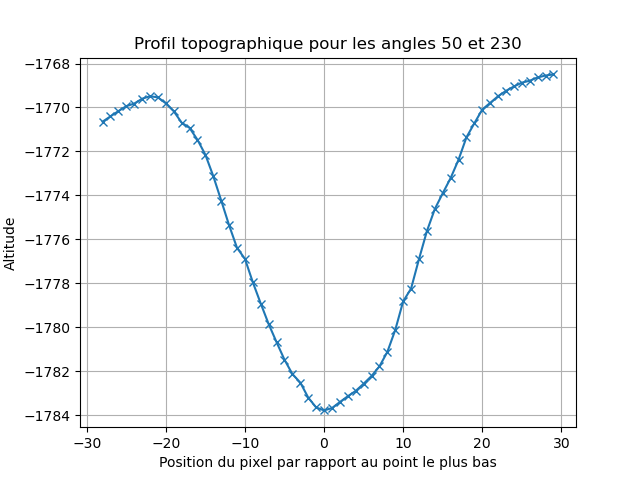 Profil topographique pour les angles 50 et 230
Altitude
−1768
−1770
−1772
−1774
−1776
−1778
−1780
−1782
−1784
−30 −20 −10 0 10 20 30
Position du pixel par rapport au point le plus bas